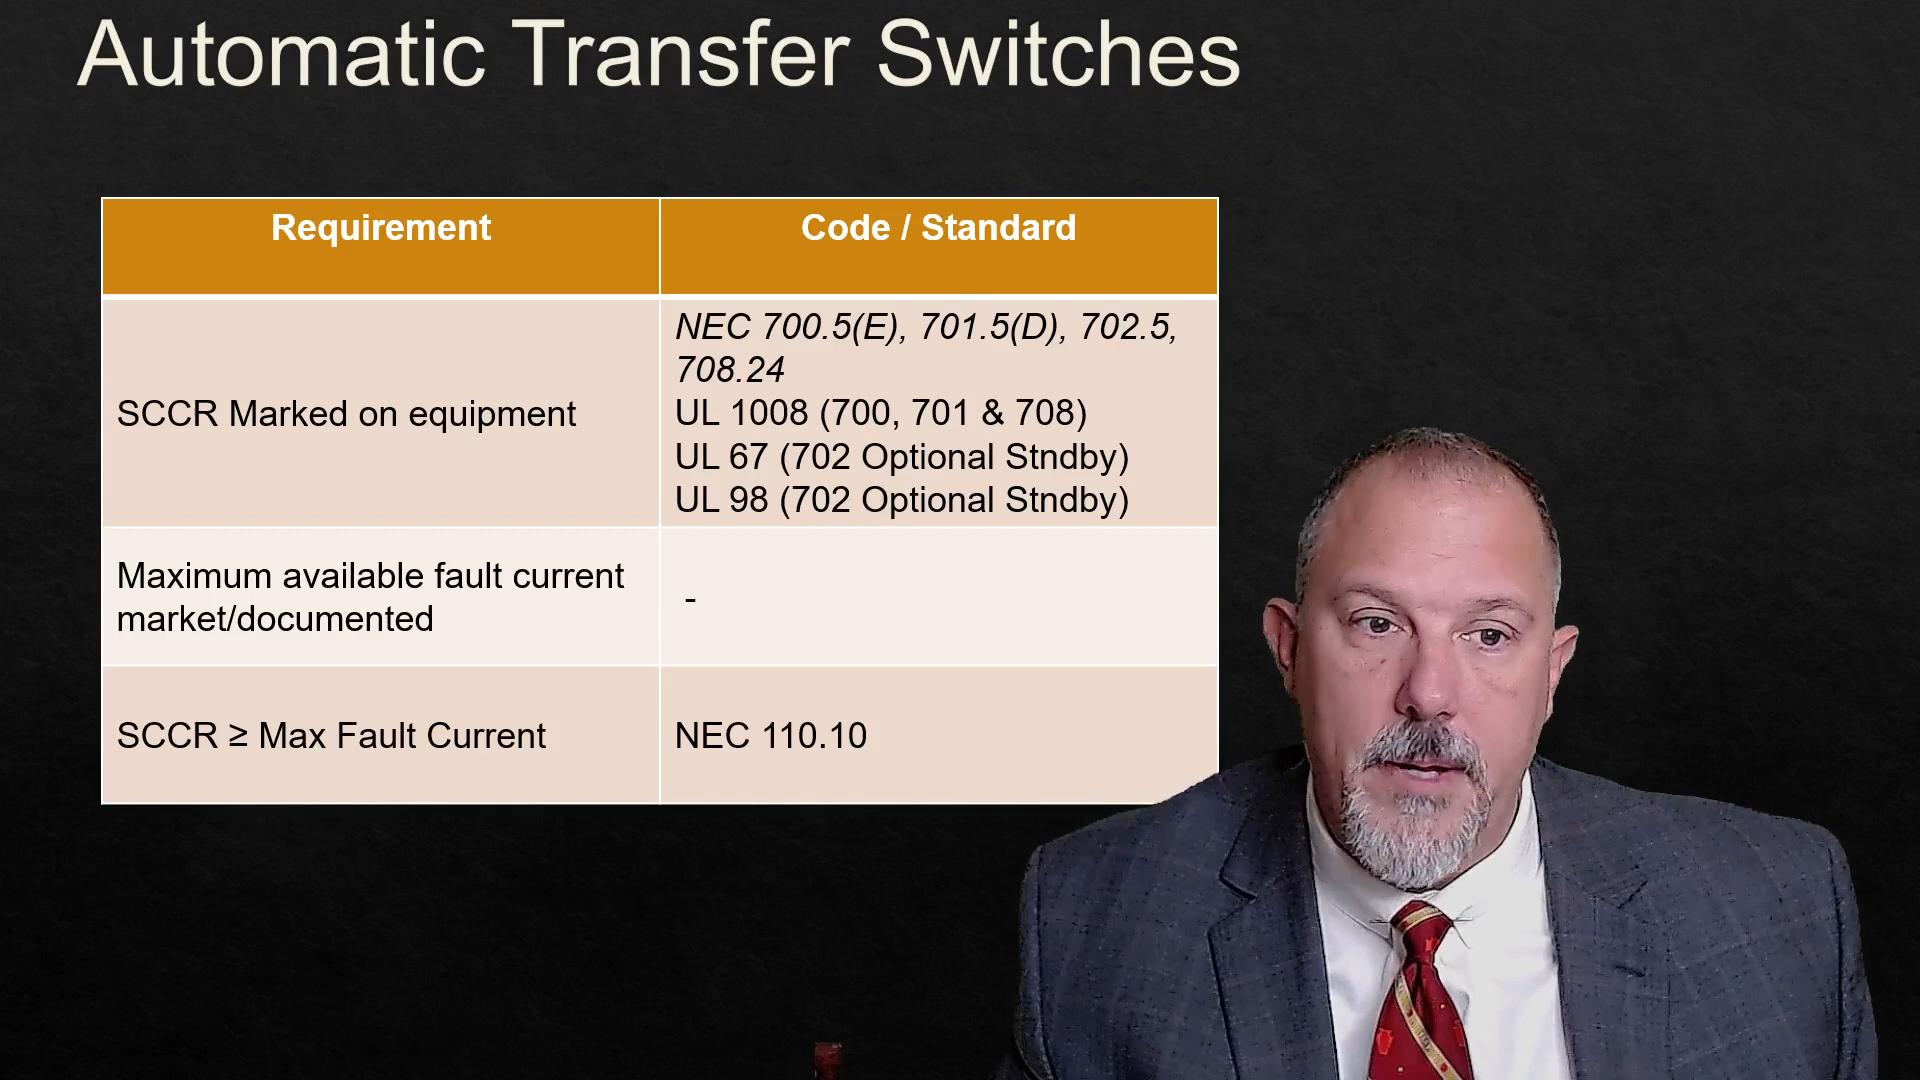 Automatic Transfer Switches
Requirement
Code / Standard
SCCR Marked on equipment
NEC 700.5(E), 701.5(D), 702.5,
708.24
UL 1008 (700, 701 & 708)
UL 67 (702 Optional Stndby)
UL 98 (702 Optional Stndby)
Maximum available fault current
market/documented
-
SCCR ≥ Max Fault Current
NEC 110.10